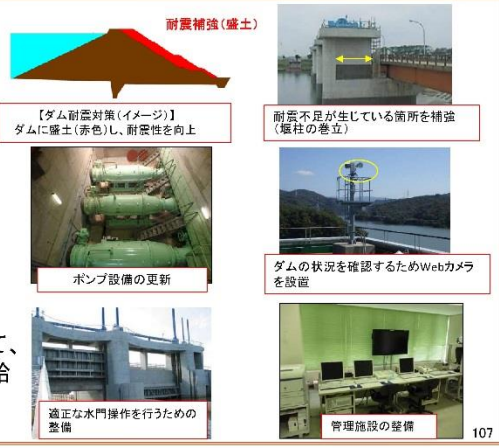 耐震補強(盛土)
【ダム耐震対策(イメージ)】
ダムに盛土(赤色)し、耐震性を向上
耐震不足が生じている箇所を補強
(堰柱の巻立)
ポンプ設備の更新
ダムの状況を確認するためWebカメラ
を設置
て、
給
適正な水門操作を行うための
整備
管理施設の整備
107